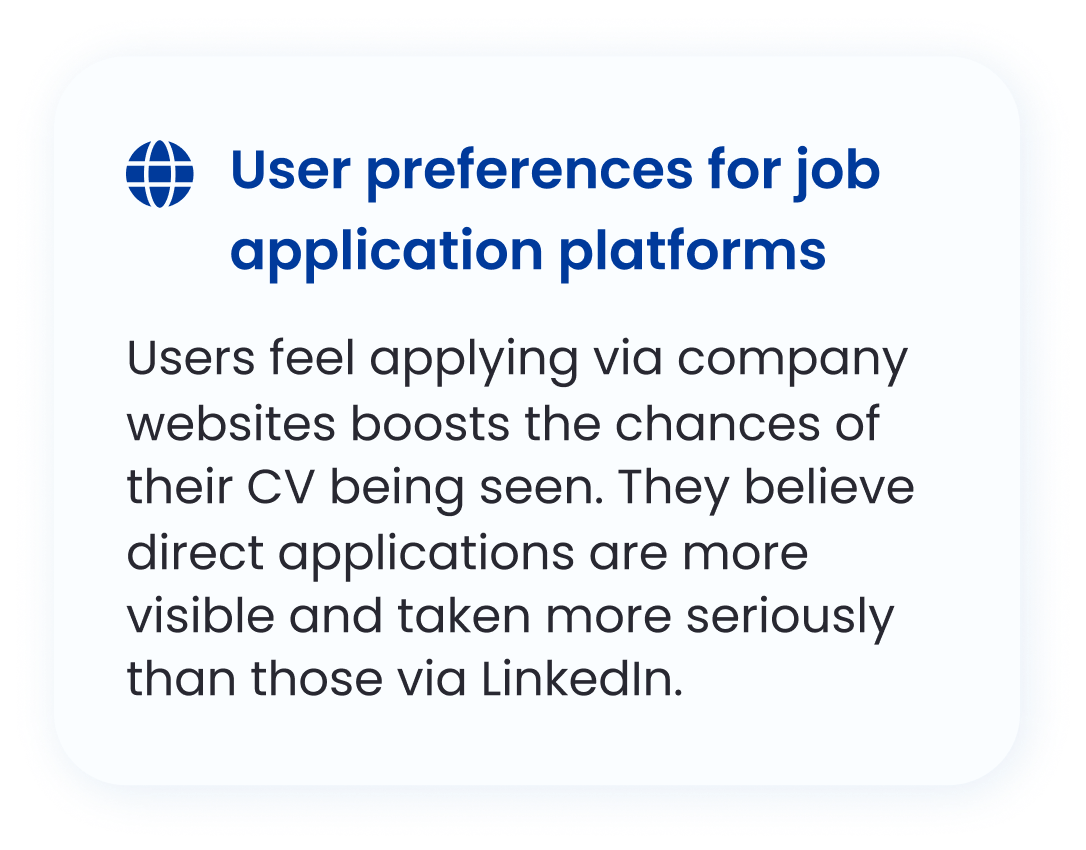 User preferences for job
application platforms
Users feel applying via company
websites boosts the chances of
their CV being seen. They believe
direct applications are more
visible and taken more seriously
than those via LinkedIn.